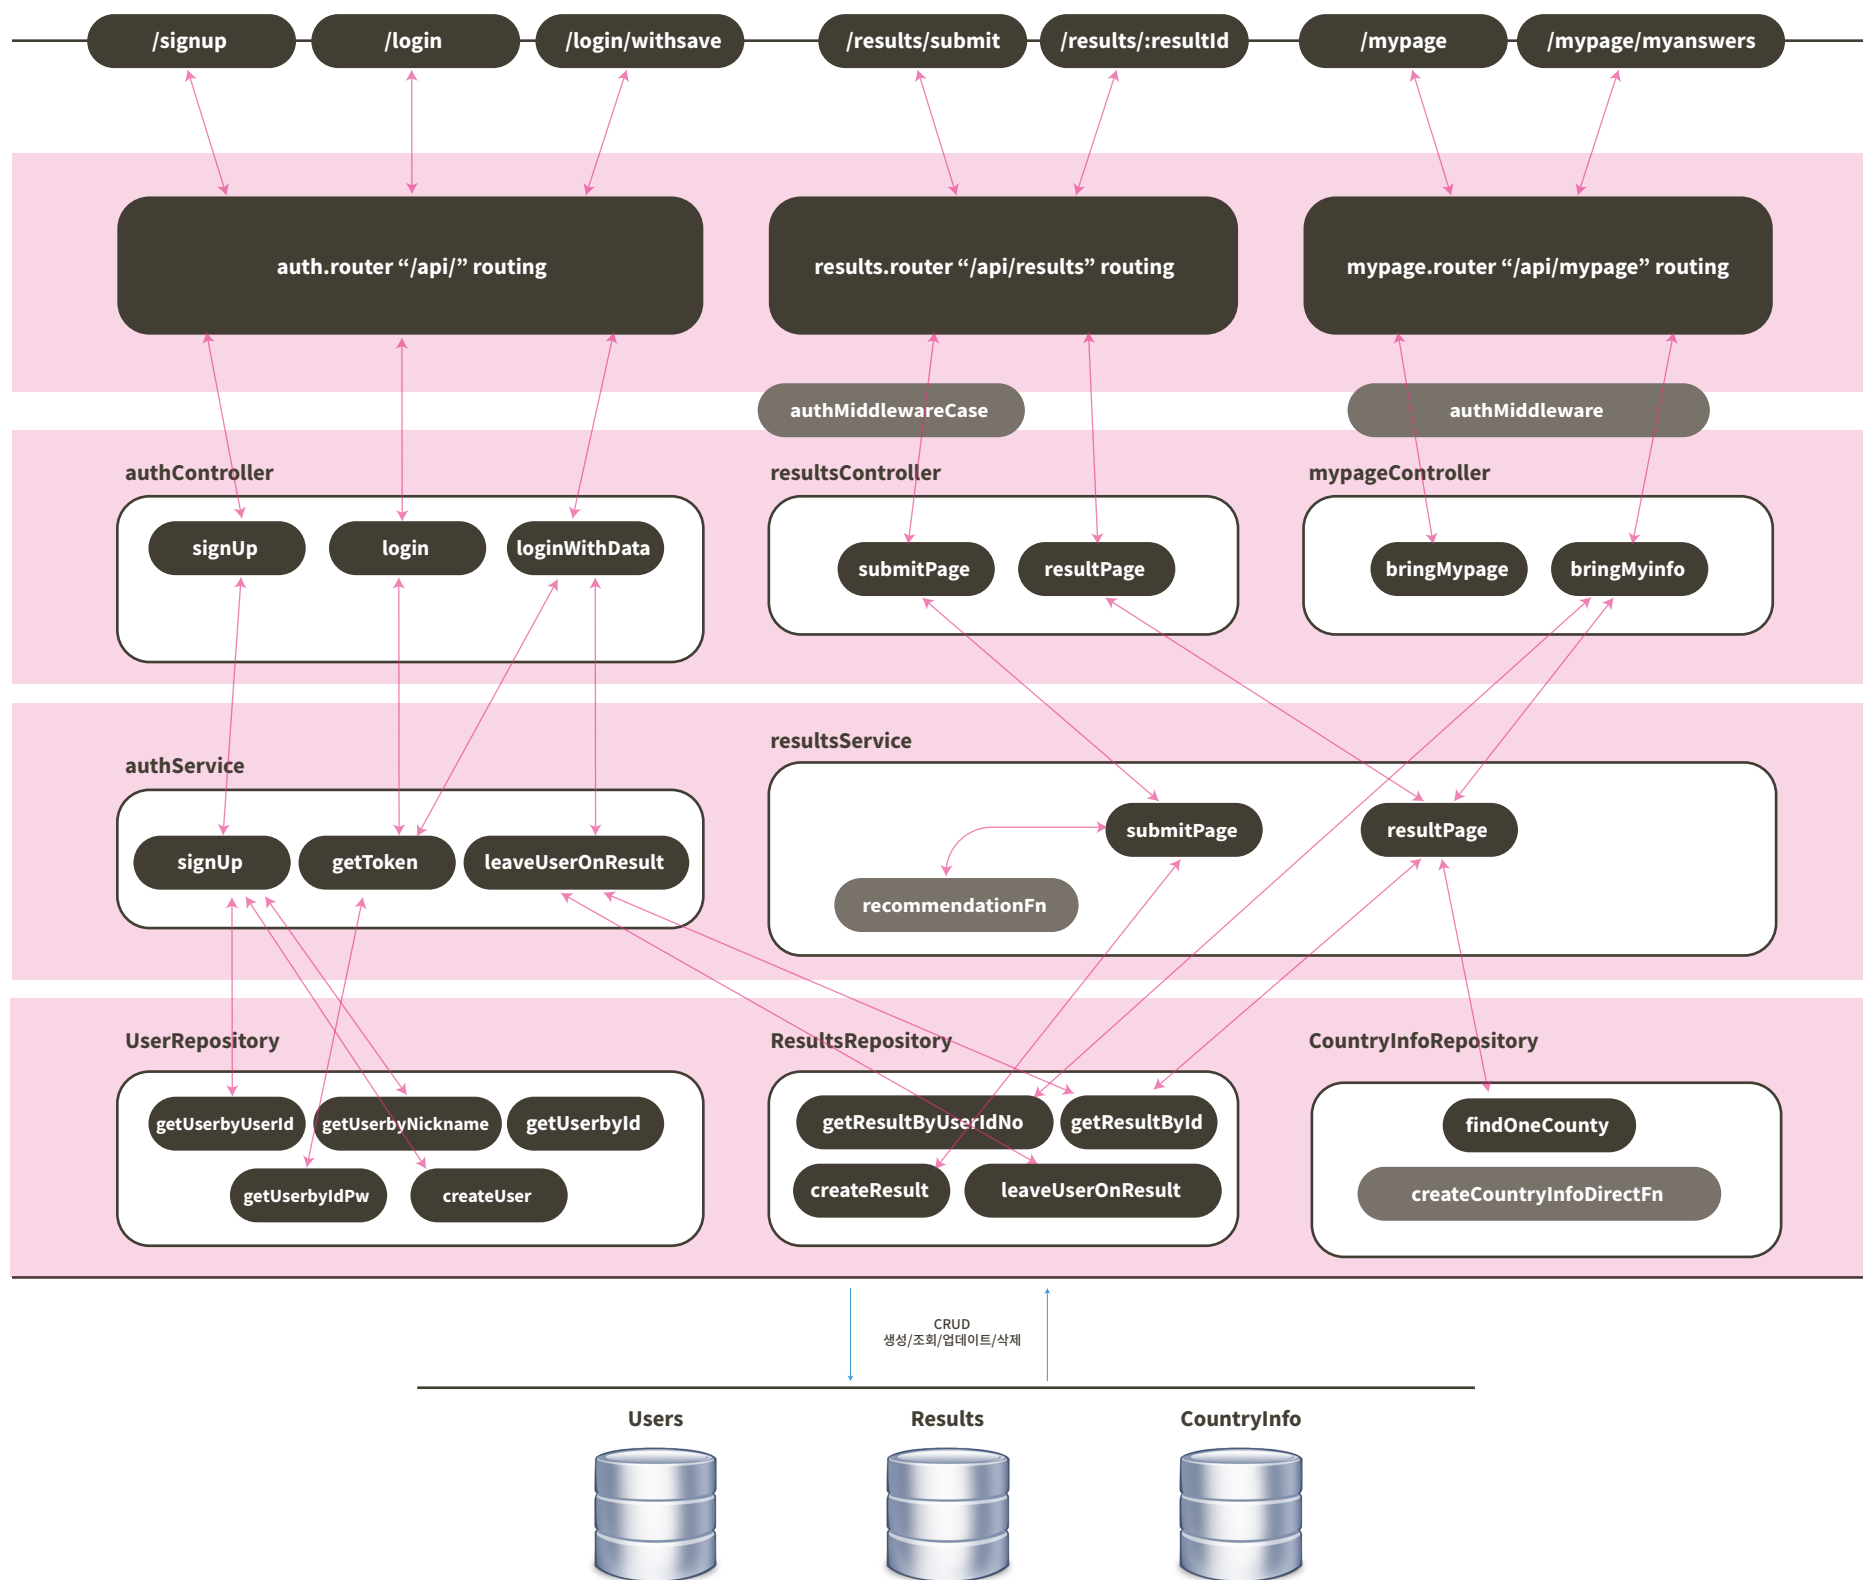 /signup
/login
/login/withsave
/results/submit
/results/:resultId
/mypage
/mypage/myanswers
auth.router “/api/” routing
results.router “/api/results” routing
mypage.router “/api/mypage” routing
authMiddlewareCase
authMiddleware
authController
resultsController
mypageController
signUp
login
loginWithData
submitPage
resultPage
bringMypage
bringMyinfo
authService
resultsService
signUp
getToken
leaveUserOnResult
submitPage
resultPage
recommendationFn
UserRepository
ResultsRepository
CountryInfoRepository
getUserbyUserId
getUserbyNickname
getUserbyId
getUserbyIdPw
createUser
getResultByUserIdNo
getResultById
createResult
leaveUserOnResult
findOneCounty
createCountryInfoDirectFn
CRUD
생성/조회/업데이트/삭제
Users
Results
CountryInfo